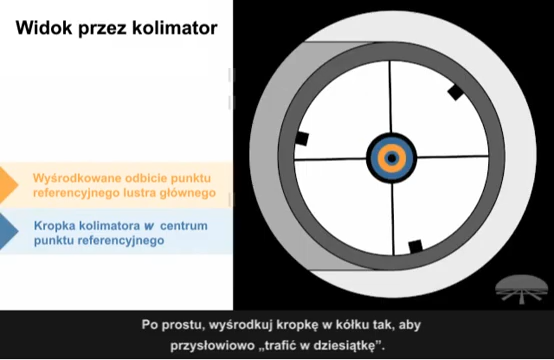 Widok przez kolimator
Wyśrodkowane odbicie punktu
referencyjnego lustra głównego
Kropka kolimatora w centrum
punktu referencyjnego
Po prostu, wyśrodkuj kropkę w kółku tak, aby
przysłowiowo „trafić w dziesiątkę”.